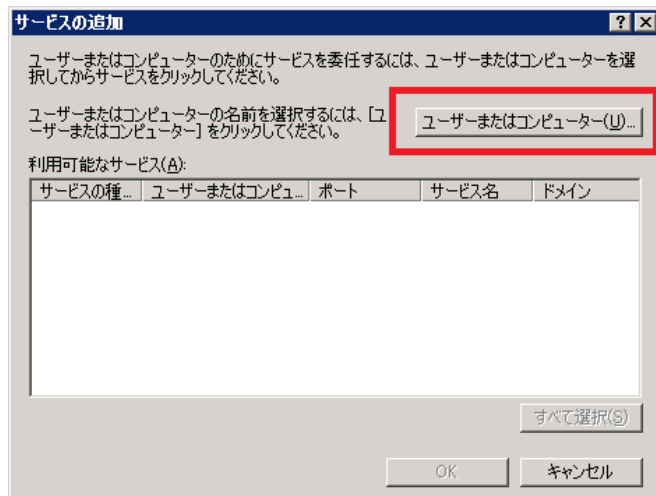 サービスの追加
ユーザーまたはコンピューターのためにサービスを委任するには、ユーザーまたはコンピューターを選
択してからサービスをクリックしてください。
ユーザーまたはコンピューターの名前を選択するには、[ユ
ーザーまたはコンピューター] をクリックしてください。
ユーザーまたはコンピューター(U)...
利用可能なサービス(A):
サービスの種... ユーザーまたはコンピュ... ポート サービス名 ドメイン
すべて選択(S)
OK キャンセル